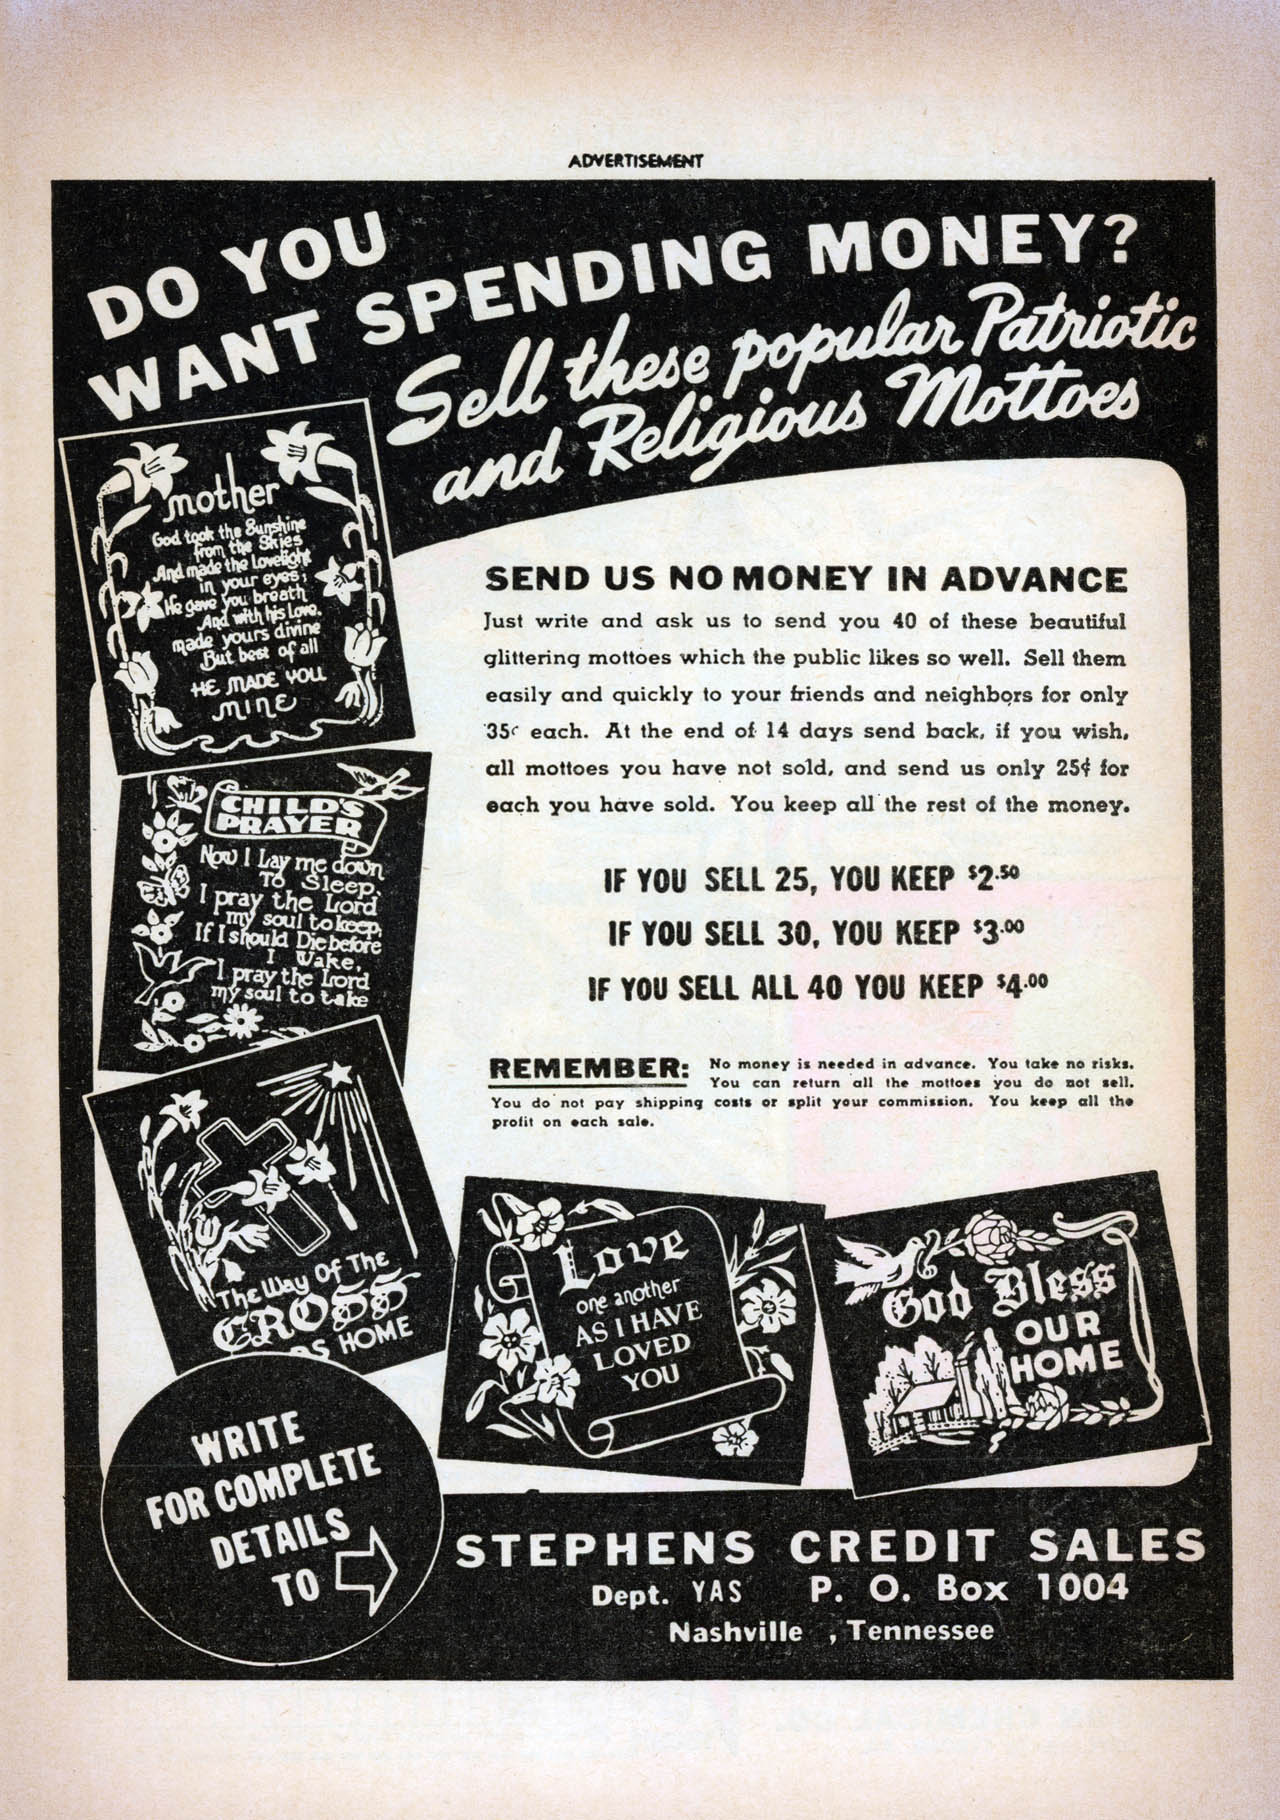 ADVERTISEMENT
DO YOU
WANT SPENDING MONEY?
Sell these popular Patriotic
and Religious Mottoes
mother
God took the Sunshine
from the Skies
And made the Lovelight
in your eyes;
He gave you breath
And with his Love.
made yours divine
But best of all
HE MADE YOU
MINE
SEND US NO MONEY IN ADVANCE
Just write and ask us to send you 40 of these beautiful
glittering mottoes which the public likes so well. Sell them
easily and quickly to your friends and neighbors for only
35¢ each. At the end of 14 days send back, if you wish,
all mottoes you have not sold, and send us only 25¢ for
each you have sold. You keep all the rest of the money.
CHILD'S
PRAYER
Now I Lay me down
To Sleep,
I pray the Lord
my soul to keep,
If I should Die before
I Wake,
I pray the Lord
my soul to take
IF YOU SELL 25, YOU KEEP $2.50
IF YOU SELL 30, YOU KEEP $3.00
IF YOU SELL ALL 40 YOU KEEP $4.00
REMEMBER: No money is needed in advance. You take no risks.
You can return all the mottoes you do not sell.
You do not pay shipping costs or split your commission. You keep all the
profit on each sale.
The Way Of The
CROSS
DS HOME
Love
one another
AS I HAVE
LOVED
YOU
God Bless
OUR
HOME
WRITE
FOR COMPLETE
DETAILS
TO
STEPHENS CREDIT SALES
Dept. YAS P. O. Box 1004
Nashville , Tennessee